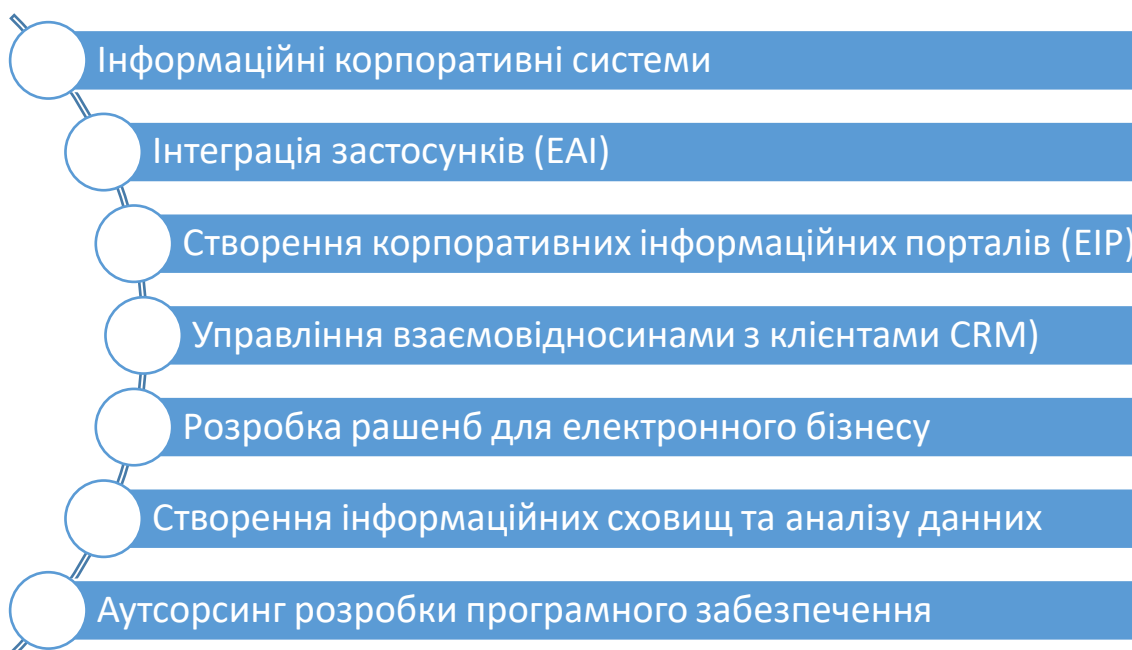 Інформаційні корпоративні системи
Інтеграція застосунків (EAI)
Створення корпоративних інформаційних порталів (EIP)
Управління взаємовідносинами з клієнтами CRM)
Розробка рашенб для електронного бізнесу
Створення інформаційних сховищ та аналізу данних
Аутсорсинг розробки програмного забезпечення